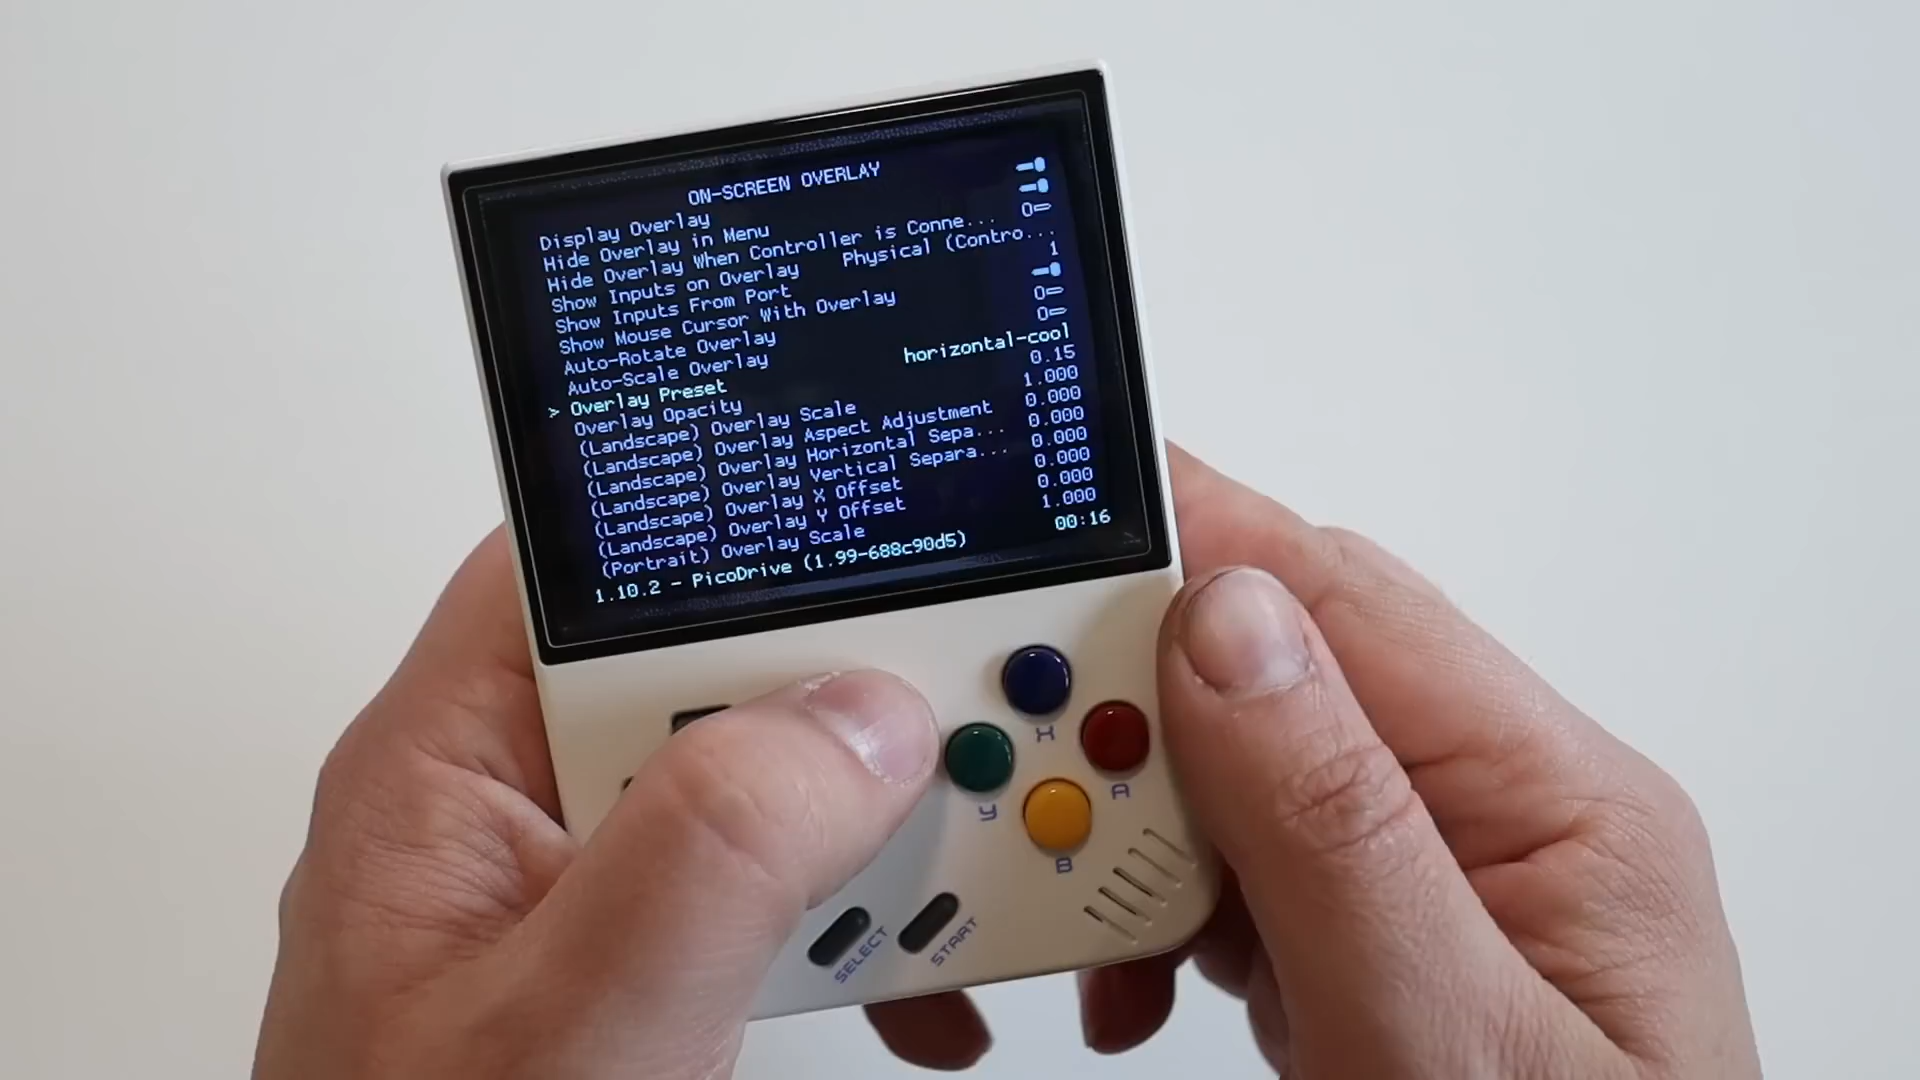 ON-SCREEN OVERLAY
Display Overlay
Hide Overlay in Menu
Hide Overlay When Controller is Conne...
Show Inputs on Overlay Physical (Contro...
Show Inputs From Port 1
Show Mouse Cursor With Overlay
Auto-Rotate Overlay
Auto-Scale Overlay
> Overlay Preset horizontal-cool
Overlay Opacity 0.15
(Landscape) Overlay Scale 1.000
(Landscape) Overlay Aspect Adjustment 0.000
(Landscape) Overlay Horizontal Sepa... 0.000
(Landscape) Overlay Vertical Separa... 0.000
(Landscape) Overlay X Offset 0.000
(Landscape) Overlay Y Offset 0.000
(Portrait) Overlay Scale 1.000
1.10.2 - PicoDrive (1.99-688c90d5) 00:16
X
Y
A
B
SELECT
START